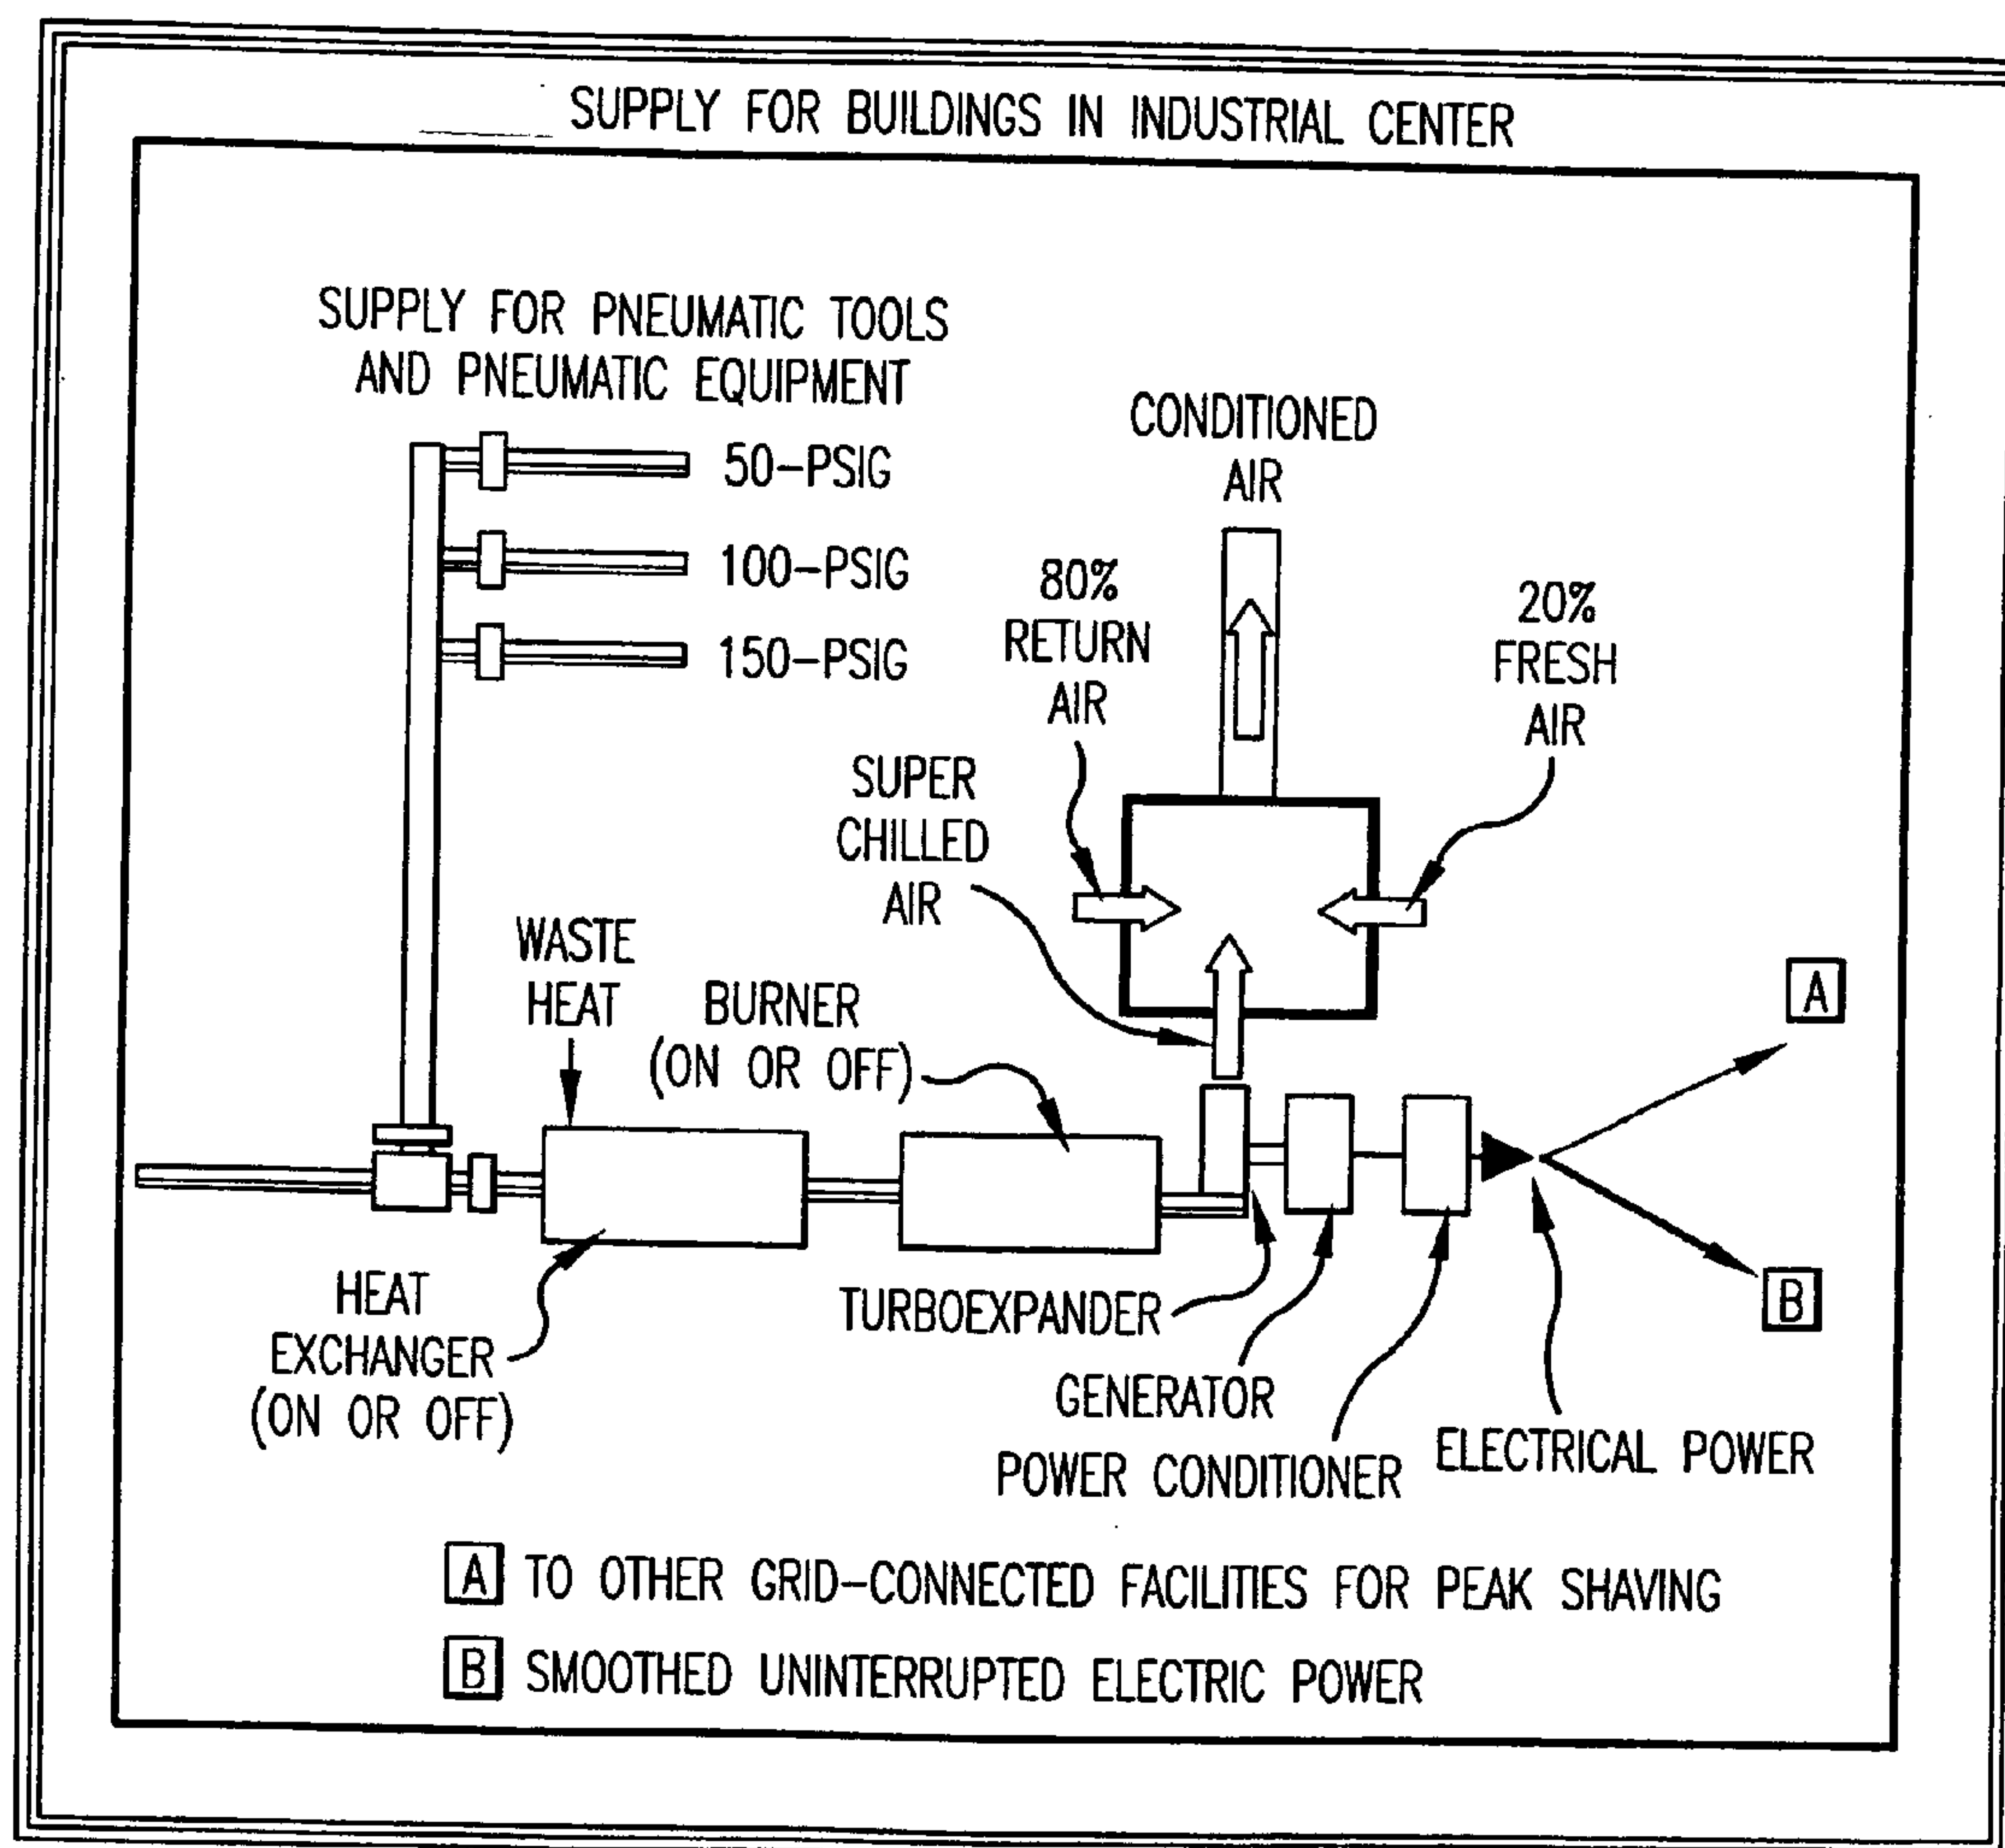 SUPPLY FOR BUILDINGS IN INDUSTRIAL CENTER
SUPPLY FOR PNEUMATIC TOOLS
AND PNEUMATIC EQUIPMENT
50-PSIG
100-PSIG
150-PSIG
CONDITIONED
AIR
80%
RETURN
AIR
20%
FRESH
AIR
SUPER
CHILLED
AIR
WASTE
HEAT
BURNER
(ON OR OFF)
A
B
HEAT
EXCHANGER
(ON OR OFF)
TURBOEXPANDER
GENERATOR
POWER CONDITIONER
ELECTRICAL POWER
A TO OTHER GRID-CONNECTED FACILITIES FOR PEAK SHAVING
B SMOOTHED UNINTERRUPTED ELECTRIC POWER